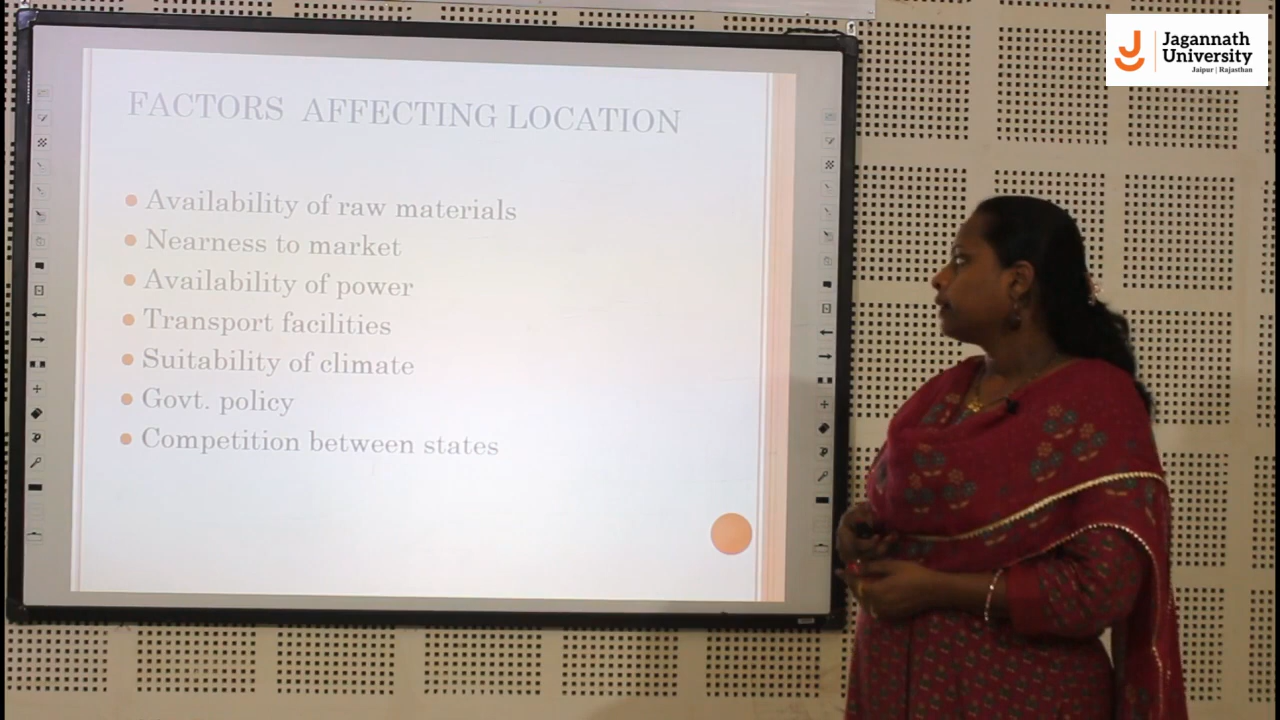 Jagannath
University
Jaipur | Rajasthan
FACTORS AFFECTING LOCATION
Availability of raw materials
Nearness to market
Availability of power
Transport facilities
Suitability of climate
Govt. policy
Competition between states